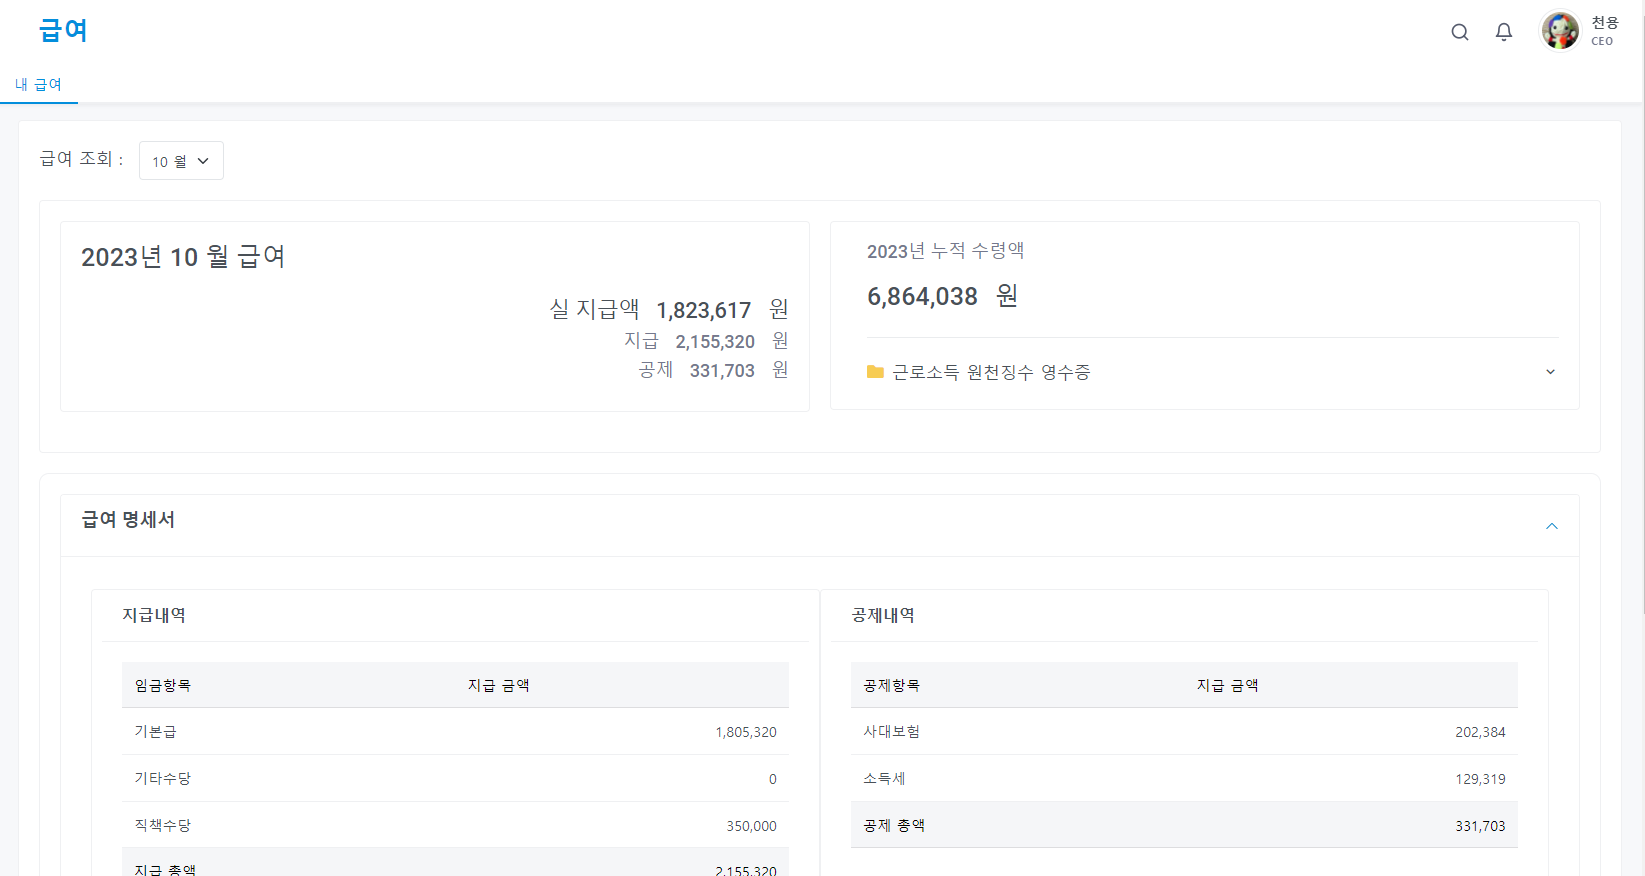 급여
천용
CEO
내 급여
급여 조회 :
10 월
2023년 10 월 급여
실 지급액 1,823,617 원
지급 2,155,320 원
공제 331,703 원
2023년 누적 수령액
6,864,038 원
근로소득 원천징수 영수증
급여 명세서
지급내역
임금항목 지급 금액
기본급 1,805,320
기타수당 0
직책수당 350,000
지급 총액 2,155,320
공제내역
공제항목 지급 금액
사대보험 202,384
소득세 129,319
공제 총액 331,703